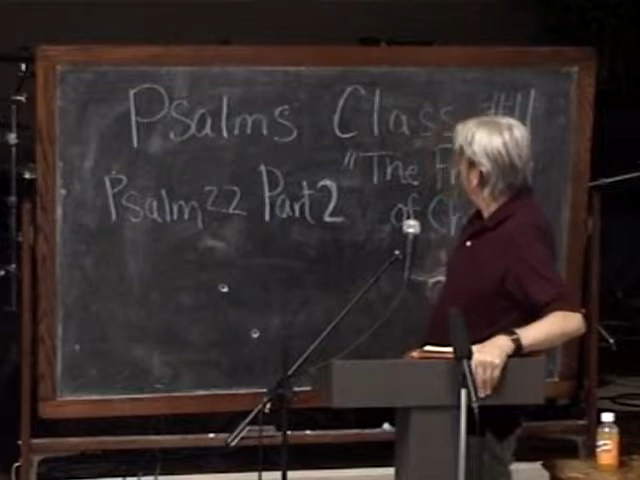 Psalms Class #11
Psalm 22 Part 2
"The
of